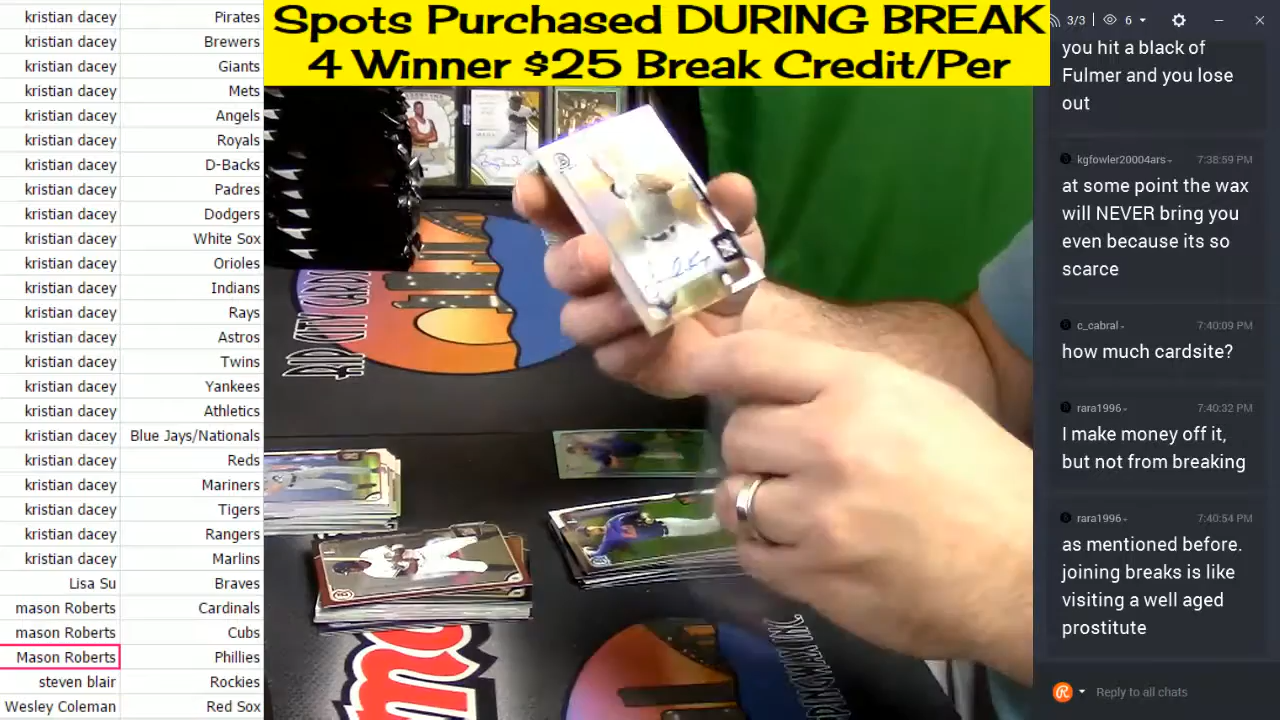 Spots Purchased DURING BREAK
4 Winner $25 Break Credit/Per
kristian dacey Pirates
kristian dacey Brewers
kristian dacey Giants
kristian dacey Mets
kristian dacey Angels
kristian dacey Royals
kristian dacey D-Backs
kristian dacey Padres
kristian dacey Dodgers
kristian dacey White Sox
kristian dacey Orioles
kristian dacey Indians
kristian dacey Rays
kristian dacey Astros
kristian dacey Twins
kristian dacey Yankees
kristian dacey Athletics
kristian dacey Blue Jays/Nationals
kristian dacey Reds
kristian dacey Mariners
kristian dacey Tigers
kristian dacey Rangers
kristian dacey Marlins
Lisa Su Braves
mason Roberts Cardinals
mason Roberts Cubs
Mason Roberts Phillies
steven blair Rockies
Wesley Coleman Red Sox
RIP CITY CARDS
3/3 6
you hit a black of
Fulmer and you lose
out
kgfowler20004ars 7:38:59 PM
at some point the wax
will NEVER bring you
even because its so
scarce
c_cabral 7:40:09 PM
how much cardsite?
rara1996 7:40:32 PM
I make money off it,
but not from breaking
rara1996 7:40:54 PM
as mentioned before.
joining breaks is like
visiting a well aged
prostitute
Reply to all chats